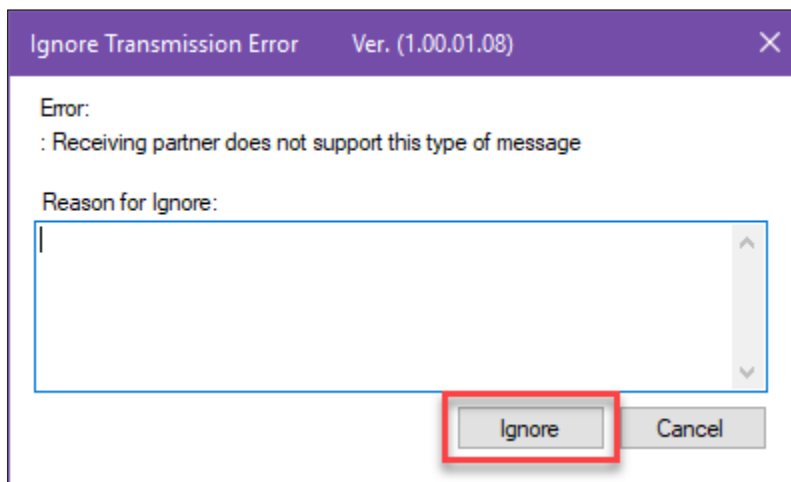 Ignore Transmission Error Ver. (1.00.01.08)
Error:
: Receiving partner does not support this type of message
Reason for Ignore:
Ignore Cancel